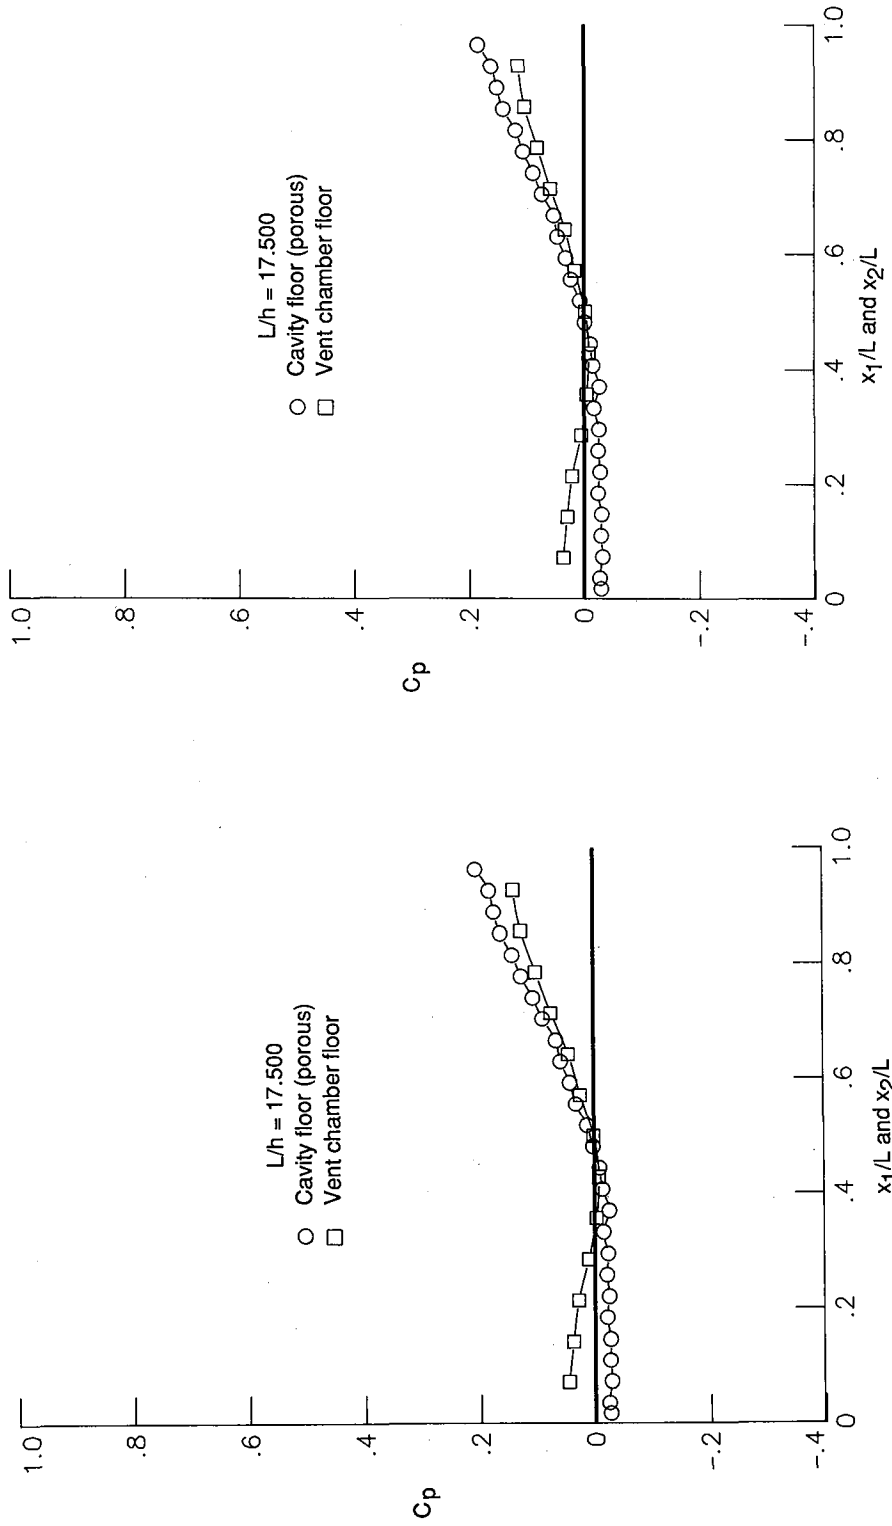 1.0
.8
.6
.4
.2
0
-.2
-.4
Cp
L/h = 17.500
Cavity floor (porous)
Vent chamber floor
0
.2
.4
.6
.8
1.0
x1/L and x2/L
1.0
.8
.6
.4
.2
0
-.2
-.4
Cp
L/h = 17.500
Cavity floor (porous)
Vent chamber floor
0
.2
.4
.6
.8
1.0
x1/L and x2/L